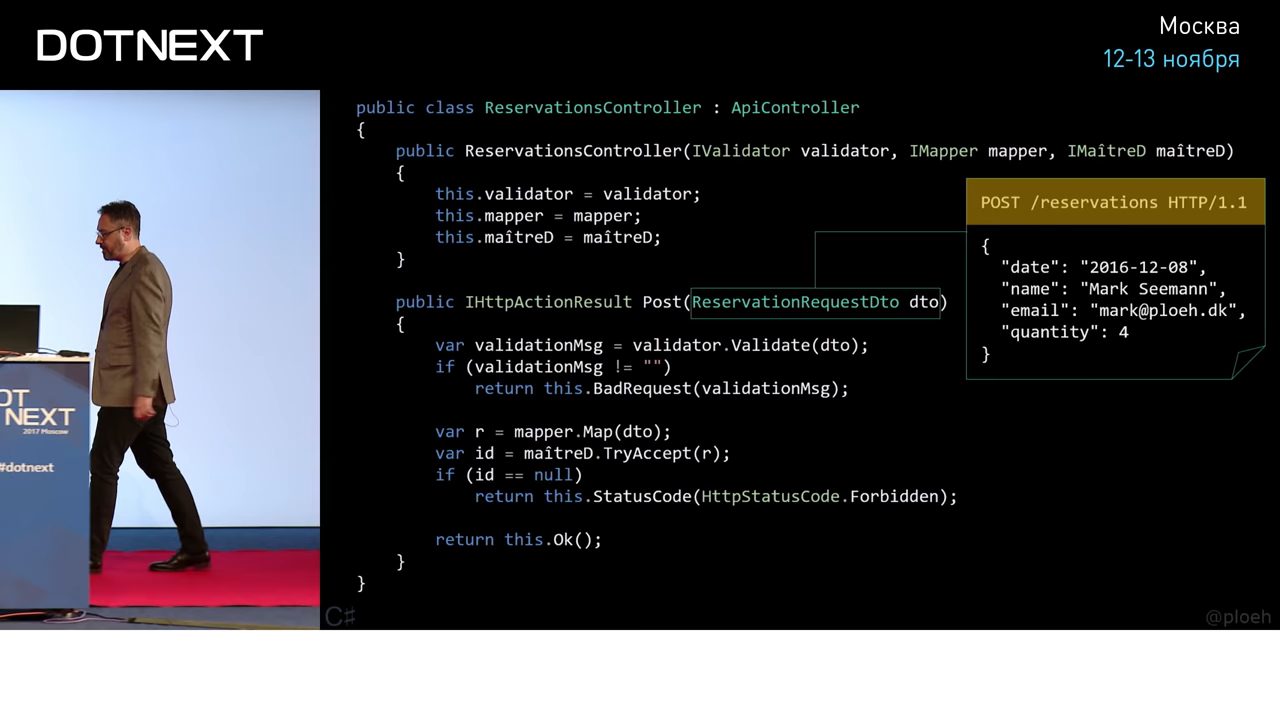 DOTNEXT
Москва
12-13 ноября
public class ReservationsController : ApiController
{
public ReservationsController(IValidator validator, IMapper mapper, IMaîtreD maîtreD)
{
this.validator = validator;
this.mapper = mapper;
this.maîtreD = maîtreD;
}
public IHttpActionResult Post(ReservationRequestDto dto)
{
var validationMsg = validator.Validate(dto);
if (validationMsg != "")
return this.BadRequest(validationMsg);
var r = mapper.Map(dto);
var id = maîtreD.TryAccept(r);
if (id == null)
return this.StatusCode(HttpStatusCode.Forbidden);
return this.Ok();
}
}
POST /reservations HTTP/1.1
{
"date": "2016-12-08",
"name": "Mark Seemann",
"email": "mark@ploeh.dk",
"quantity": 4
}
OT
NEXT
2017 Moscow
#dotnext
C#
@ploeh